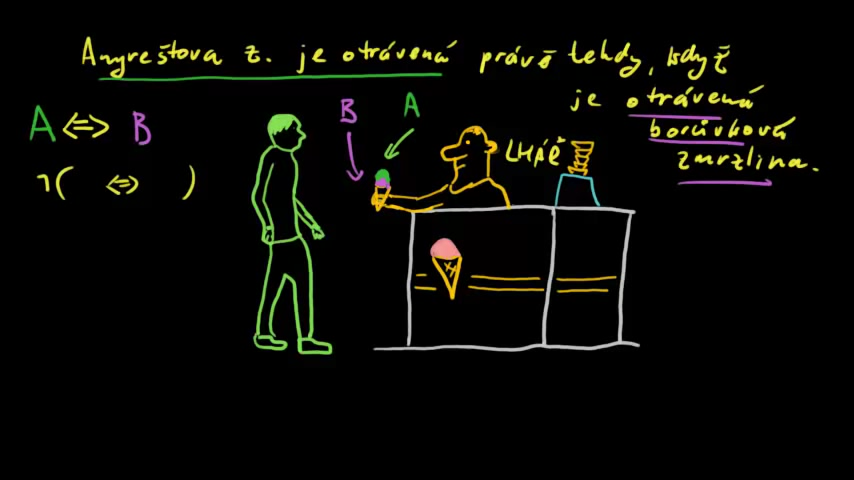 Angreštova z. je otrávená právě tehdy, když
je otrávená
borůvková
zmrzlina.
A ⇔ B
¬( ⇔ )
B
A
LHÁŘ